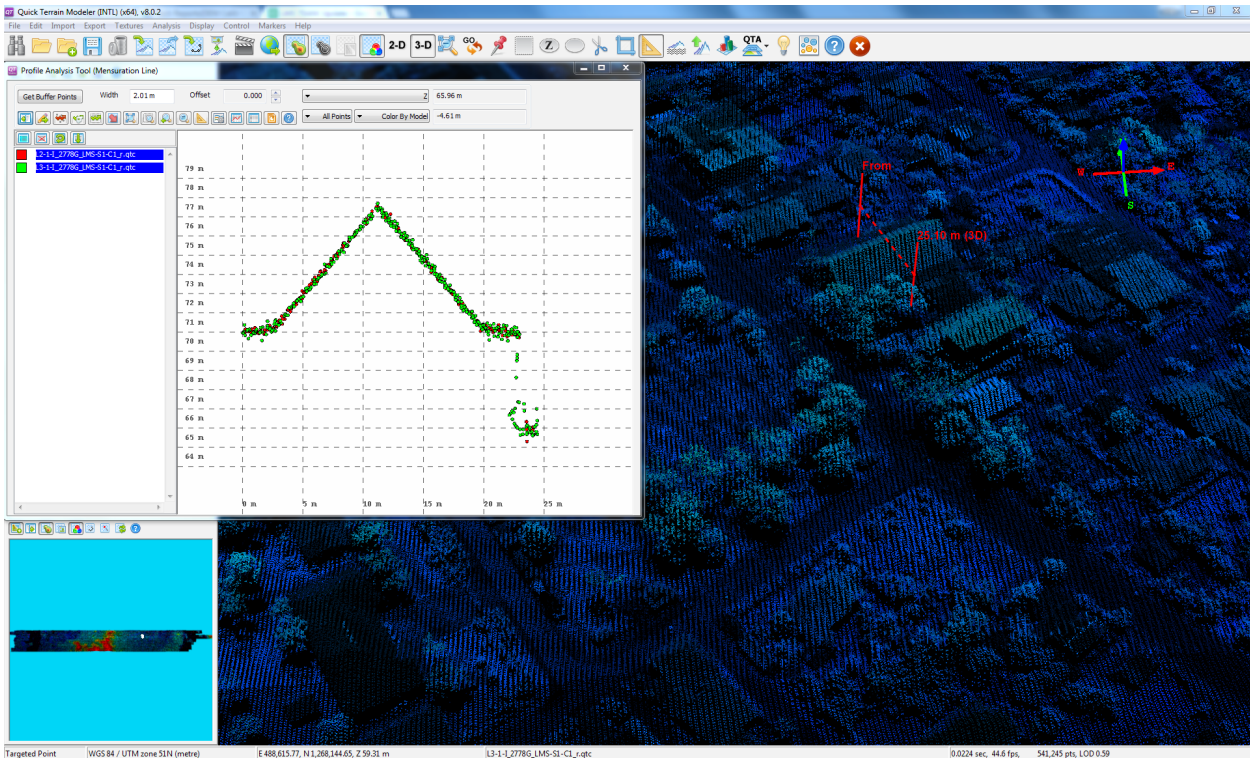 Quick Terrain Modeler (INTL) (x64), v8.0.2
File Edit Import Export Textures Analysis Display Control Markers Help
2-D 3-D GO Z QTA
Profile Analysis Tool (Mensuration Line)
Get Buffer Points Width 2.01 m Offset 0.000 Z 65.96 m
All Points Color By Model -4.61 m
L2-1-I_2778G_LMS-S1-C1_r.qtc
L3-1-I_2778G_LMS-S1-C1_r.qtc
79 m
78 m
77 m
76 m
75 m
74 m
73 m
72 m
71 m
70 m
69 m
68 m
67 m
66 m
65 m
64 m
0 m 5 m 10 m 15 m 20 m 25 m
From
25.10 m (3D)
W E
S
Targeted Point WGS 84 / UTM zone 51N (metre) E 488,615.77, N 1,268,144.65, Z 59.31 m L3-1-I_2778G_LMS-S1-C1_r.qtc 0.0224 sec, 44.6 fps, 541,245 pts, LOD 0.59